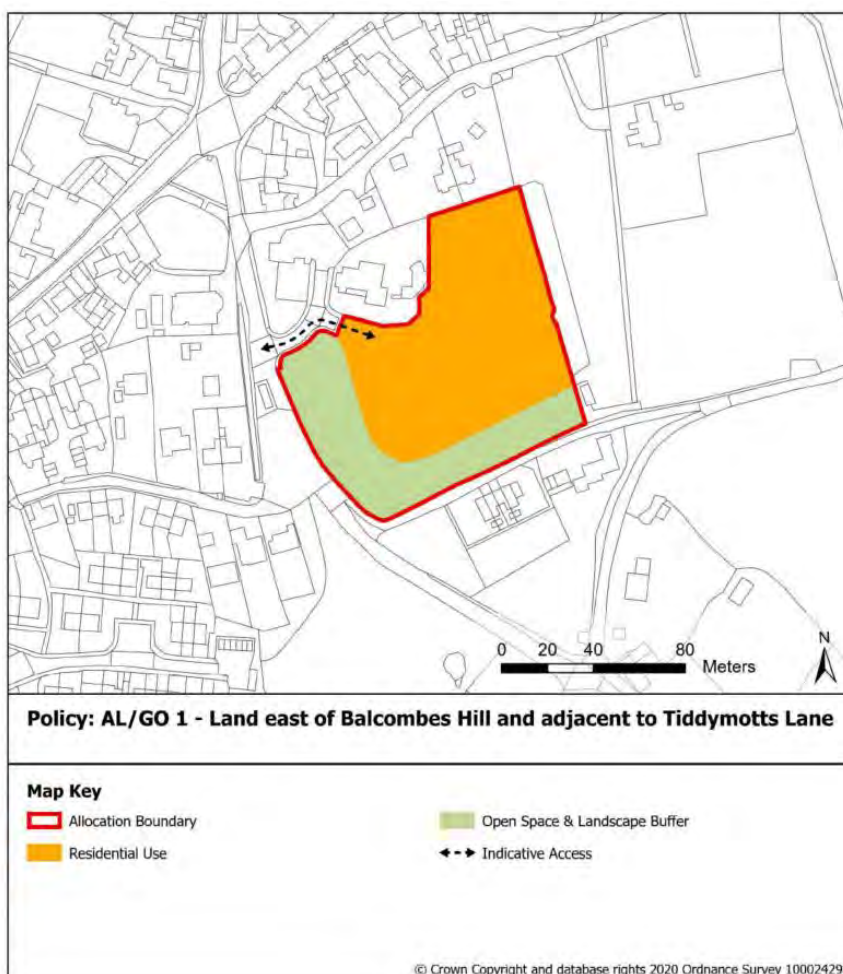 N
0 20 40 80
Meters
Policy: AL/GO 1 - Land east of Balcombes Hill and adjacent to Tiddymotts Lane
Map Key
Allocation Boundary
Open Space & Landscape Buffer
Residential Use
Indicative Access
© Crown Copyright and database rights 2020 Ordnance Survey 10002429